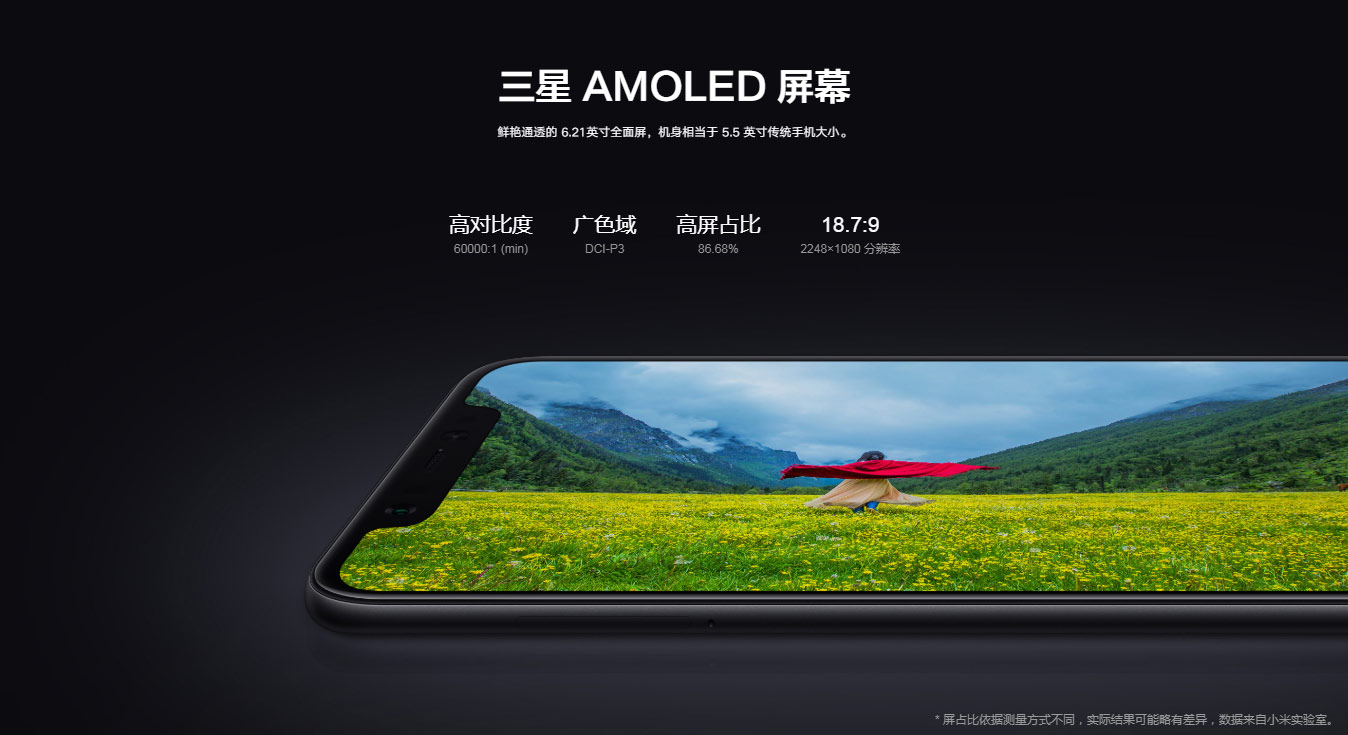 三星 AMOLED 屏幕
鲜艳通透的 6.21英寸全面屏，机身相当于 5.5 英寸传统手机大小。
高对比度 广色域 高屏占比 18.7:9
60000:1 (min) DCI-P3 86.68% 2248×1080 分辨率
* 屏占比依据测量方式不同，实际结果可能略有差异，数据来自小米实验室。